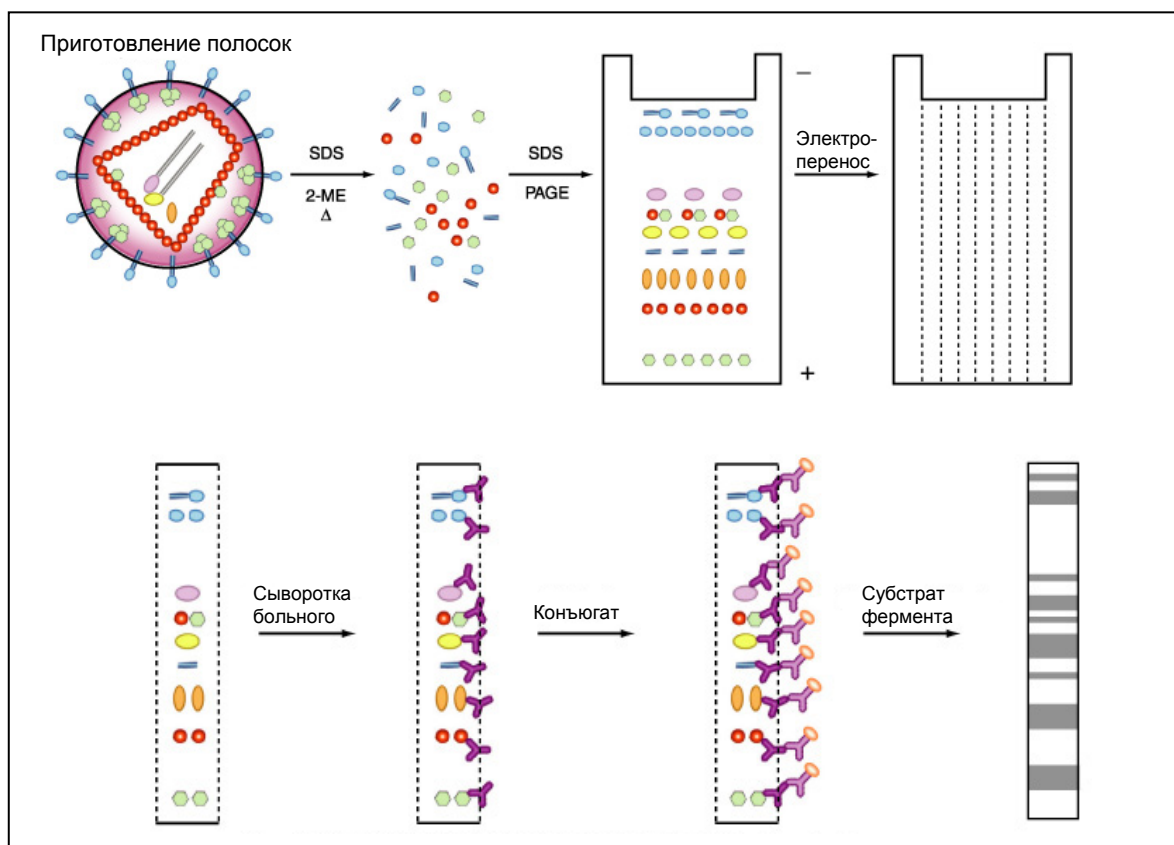 Приготовление полосок
SDS
2-ME
Δ
SDS
PAGE
−
+
Электро-
перенос
Сыворотка
больного
Конъюгат
Субстрат
фермента